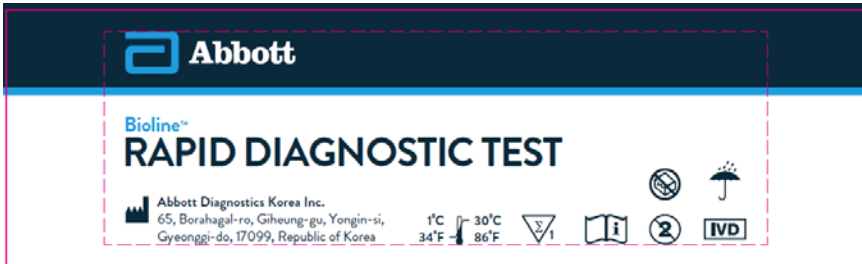 Abbott
Bioline™
RAPID DIAGNOSTIC TEST
Abbott Diagnostics Korea Inc.
65, Borahagal-ro, Giheung-gu, Yongin-si,
Gyeonggi-do, 17099, Republic of Korea
1°C 30°C
34°F 86°F
Σ 1
i
2
IVD